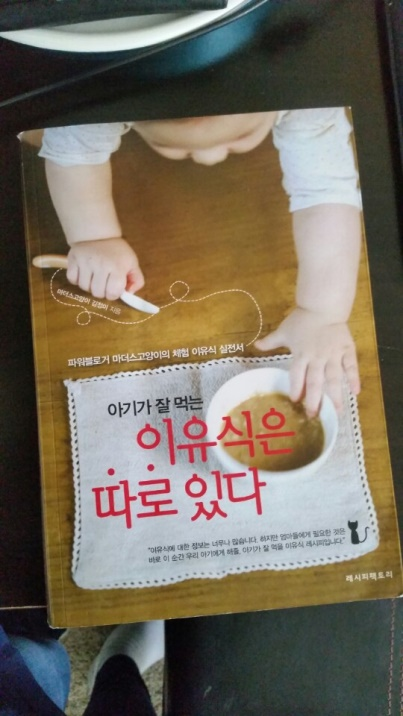 마더스고양이 김정미 지음
파워블로거 마더스고양이의 체험 이유식 실전서
아기가 잘 먹는
이유식은
따로 있다
"이유식에 대한 정보는 너무나 많습니다. 하지만 엄마들에게 필요한 것은
바로 이 순간 우리 아기에게 해줄, 아기가 잘 먹을 이유식 레시피입니다."
레시피팩토리